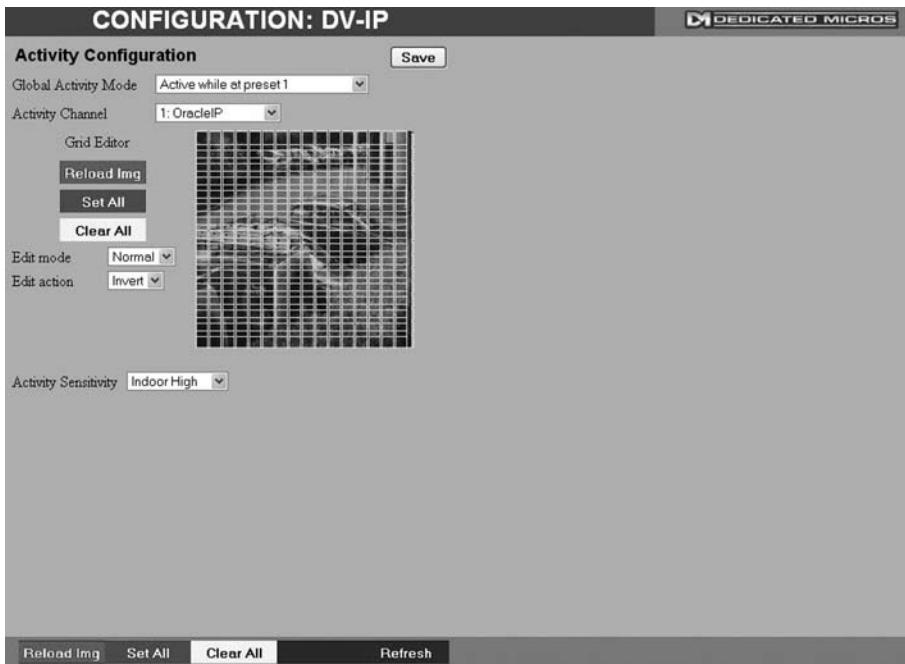 CONFIGURATION: DV-IP
DEDICATED MICROS
Activity Configuration
Save
Global Activity Mode
Active while at preset 1
Activity Channel
1: OracleIP
Grid Editor
Reload Img
Set All
Clear All
Edit mode
Normal
Edit action
Invert
Activity Sensitivity
Indoor High
Reload Img
Set All
Clear All
Refresh